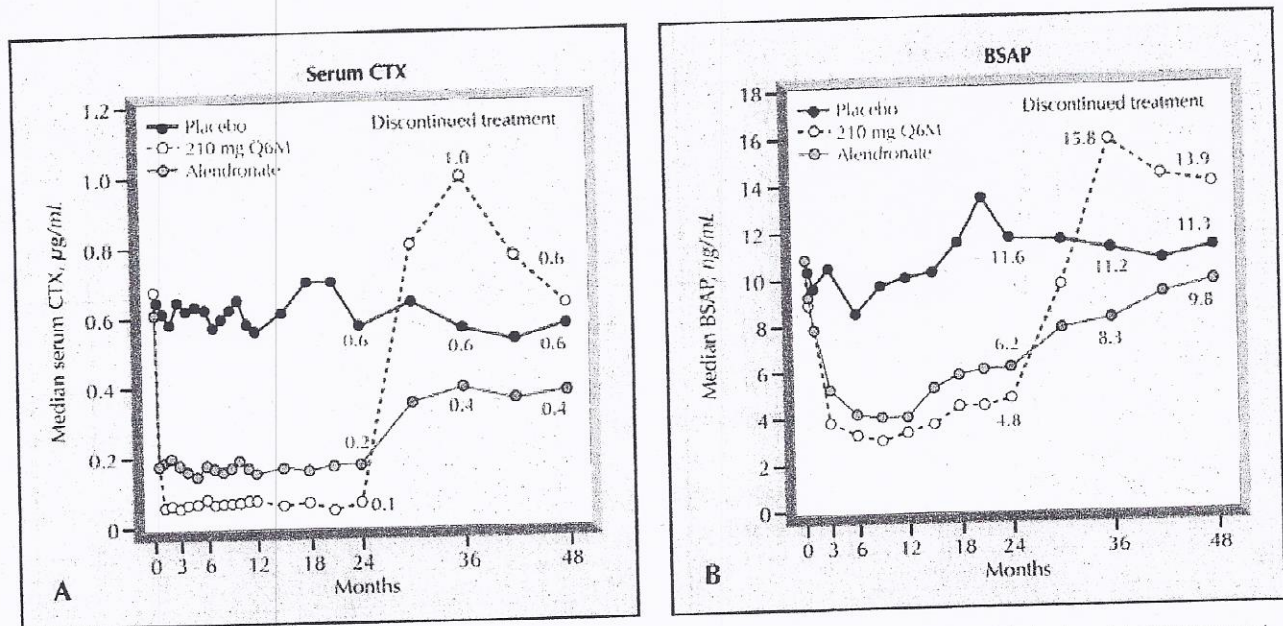 Serum CTX
1.2
1.0
0.8
0.6
0.4
0.2
0
Median serum CTX, µg/mL
Placebo
210 mg Q6M
Alendronate
Discontinued treatment
1.0
0.6
0.6
0.6
0.6
0.2
0.4
0.4
0.1
0 3 6 12 18 24 36 48
Months
A
BSAP
18
16
14
12
10
8
6
4
2
0
Median BSAP, ng/mL
Placebo
210 mg Q6M
Alendronate
Discontinued treatment
15.8
13.9
11.3
11.6
11.2
9.8
8.3
6.2
4.8
0 3 6 12 18 24 36 48
Months
B